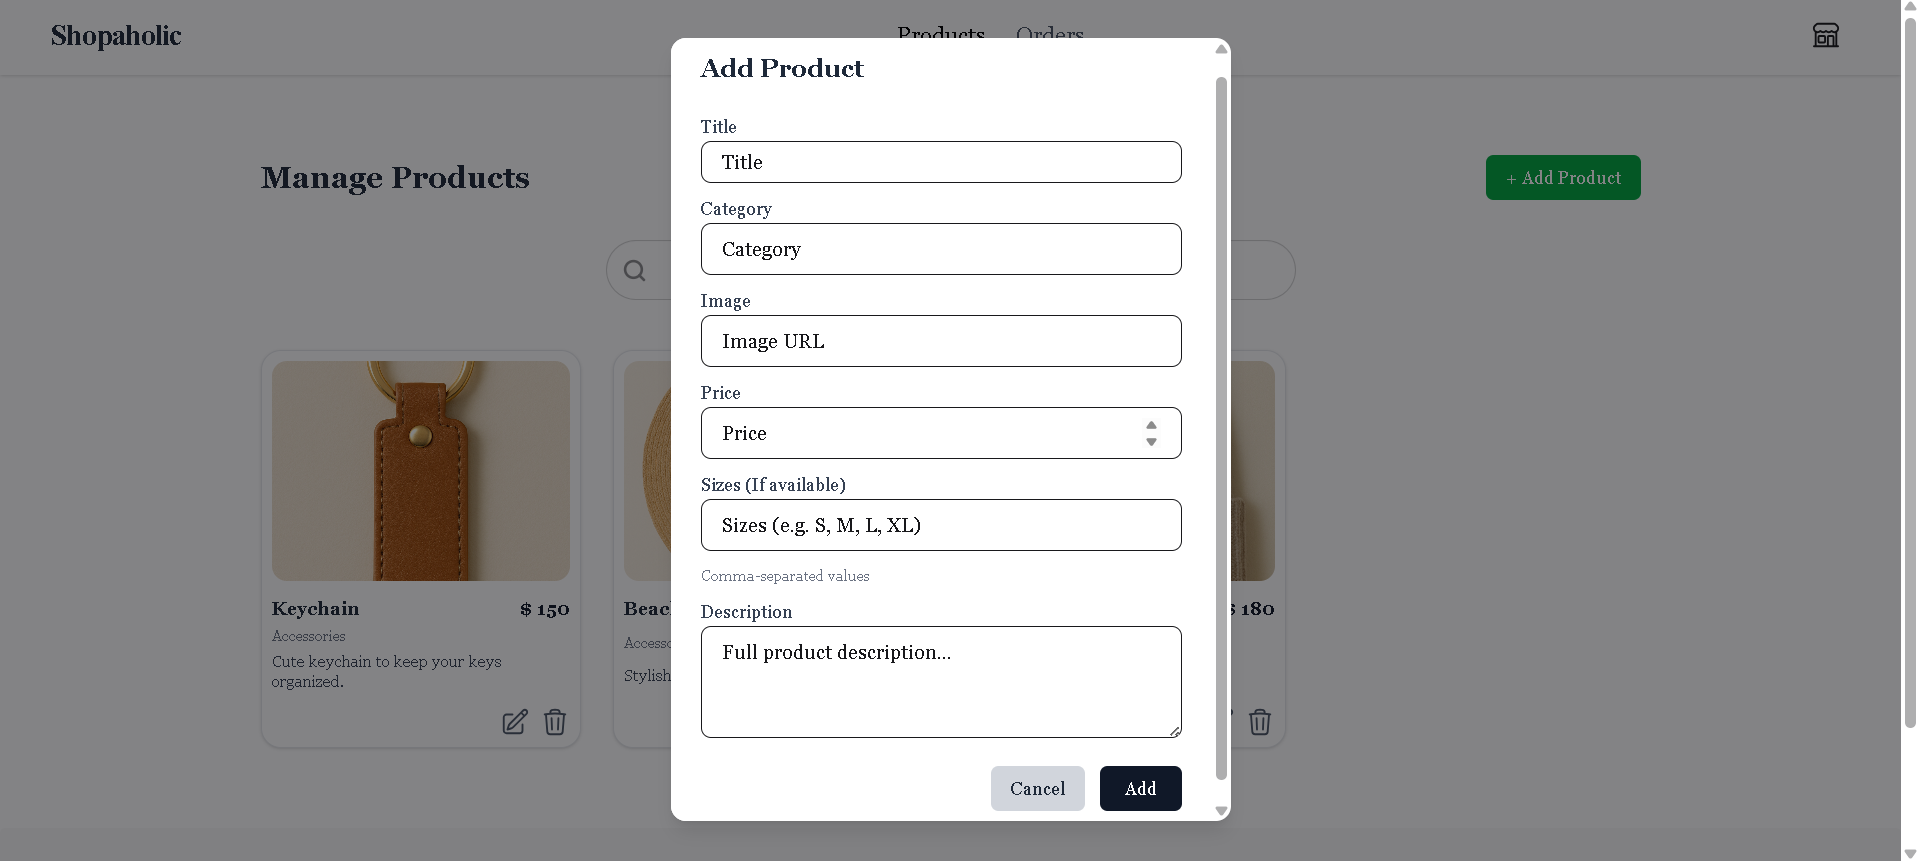 Shopaholic
Products Orders
Add Product
Manage Products
+ Add Product
Title
Title
Category
Category
Image
Image URL
Price
Price
Sizes (If available)
Sizes (e.g. S, M, L, XL)
Comma-separated values
Description
Full product description...
Cancel
Add
Keychain
$ 150
Accessories
Cute keychain to keep your keys
organized.
Stylish
$ 180